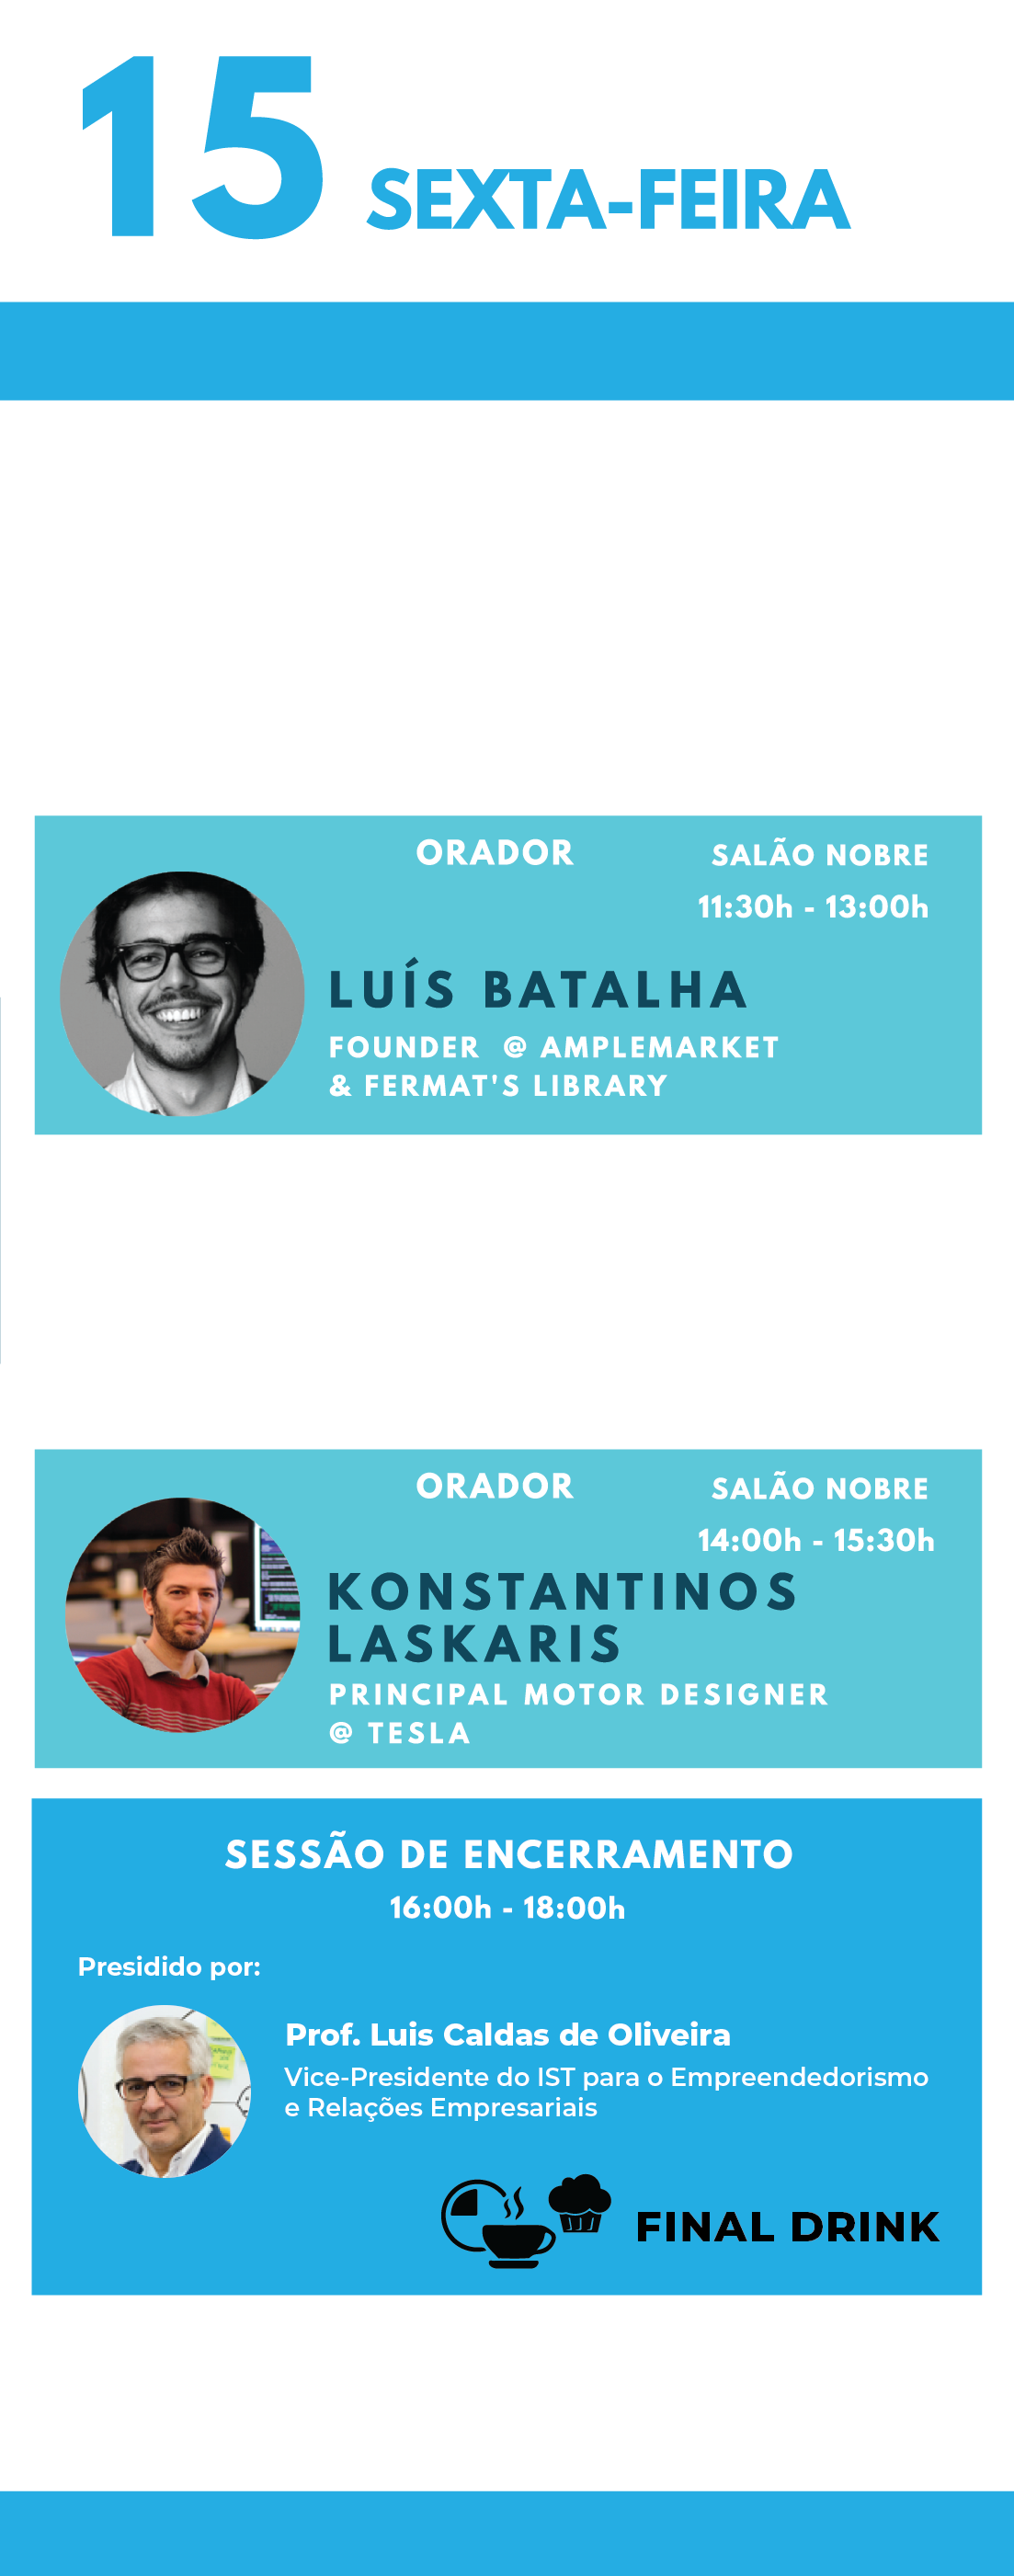 15 SEXTA-FEIRA
ORADOR
SALÃO NOBRE
11:30h - 13:00h
LUÍS BATALHA
FOUNDER @ AMPLEMARKET
& FERMAT'S LIBRARY
ORADOR
SALÃO NOBRE
14:00h - 15:30h
KONSTANTINOS
LASKARIS
PRINCIPAL MOTOR DESIGNER
@ TESLA
SESSÃO DE ENCERRAMENTO
16:00h - 18:00h
Presidido por:
Prof. Luis Caldas de Oliveira
Vice-Presidente do IST para o Empreendedorismo
e Relações Empresariais
FINAL DRINK